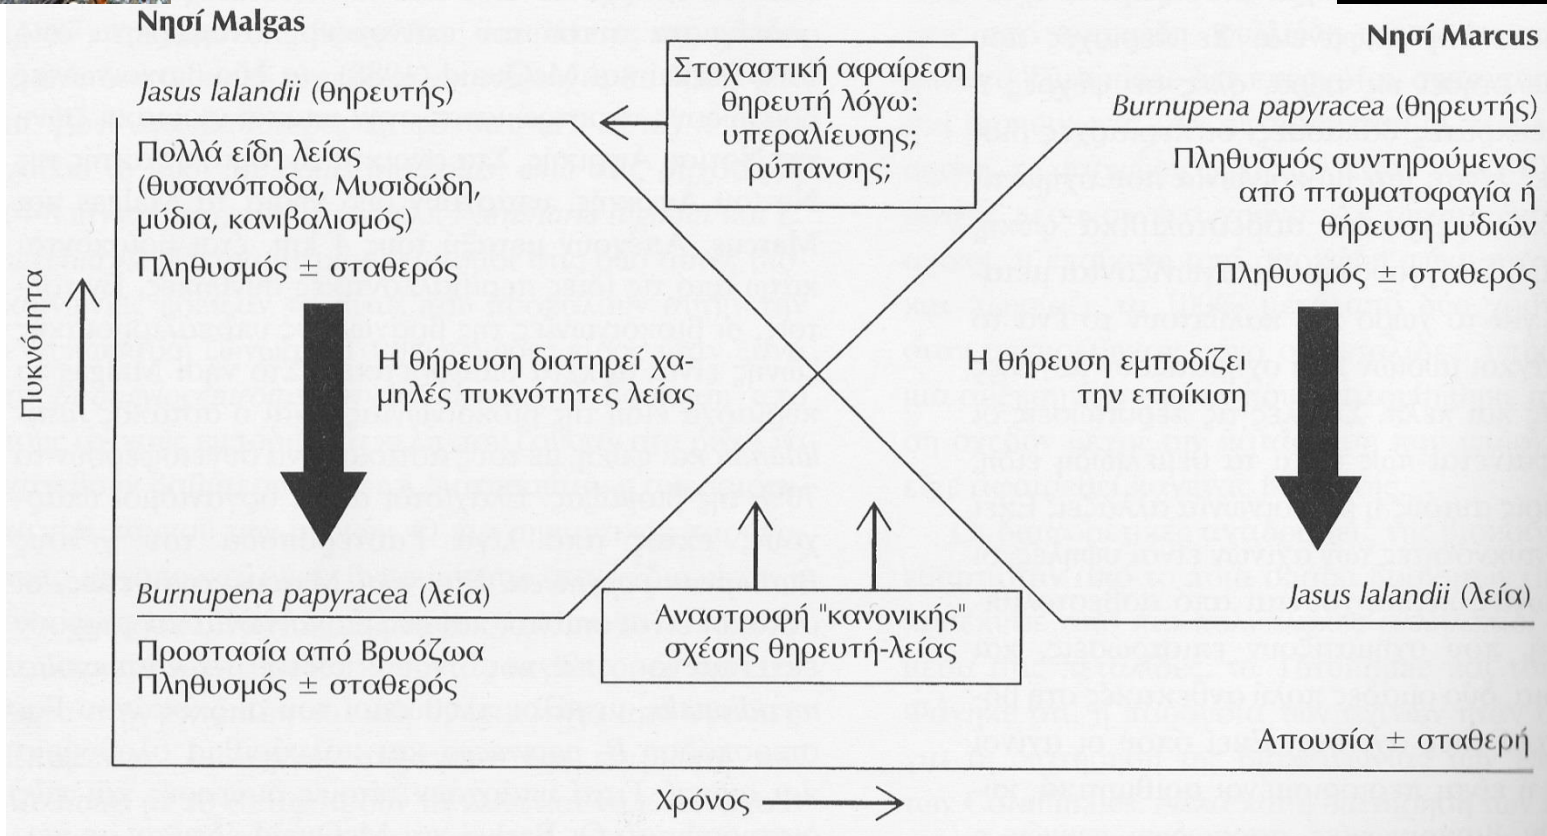 Νησί Malgas
Νησί Marcus
Στοχαστική αφαίρεση
θηρευτή λόγω:
υπεραλίευσης;
ρύπανσης;
Jasus lalandii (θηρευτής)
Πολλά είδη λείας
(θυσανόποδα, Μυσιδώδη,
μύδια, κανιβαλισμός)
Πληθυσμός ± σταθερός
Burnupena papyracea (θηρευτής)
Πληθυσμός συντηρούμενος
από πτωματοφαγία ή
θήρευση μυδιών
Πληθυσμός ± σταθερός
Πυκνότητα
Η θήρευση διατηρεί χα-
μηλές πυκνότητες λείας
Η θήρευση εμποδίζει
την εποίκιση
Burnupena papyracea (λεία)
Προστασία από Βρυόζωα
Πληθυσμός ± σταθερός
Αναστροφή "κανονικής"
σχέσης θηρευτή-λείας
Jasus lalandii (λεία)
Απουσία ± σταθερή
Χρόνος